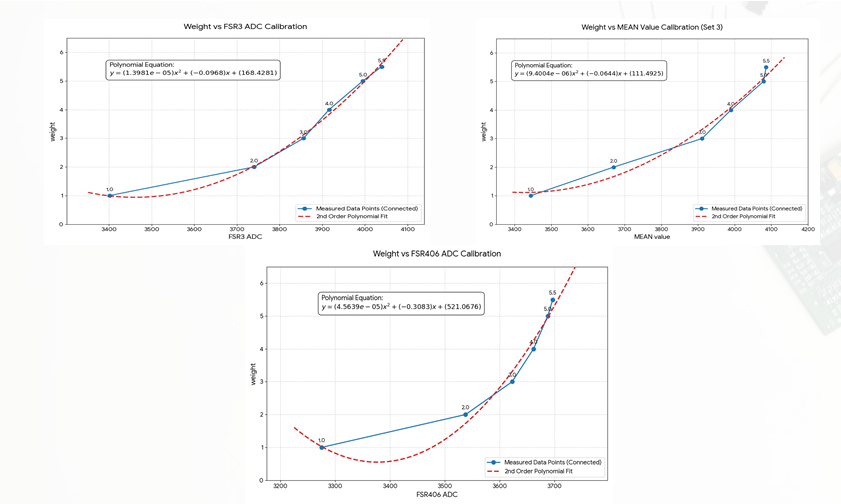 Weight vs FSR3 ADC Calibration
Polynomial Equation:
y = (1.3981e − 05)x² + (−0.0968)x + (168.4281)
weight
6
5
4
3
2
1
0
1.0
2.0
3.0
4.0
5.0
5.5
Measured Data Points (Connected)
2nd Order Polynomial Fit
3400
3500
3600
3700
3800
3900
4000
4100
FSR3 ADC
Weight vs MEAN Value Calibration (Set 3)
Polynomial Equation:
y = (9.4004e − 06)x² + (−0.0644)x + (111.4925)
weight
6
5
4
3
2
1
0
1.0
2.0
3.0
4.0
5.0
5.5
Measured Data Points (Connected)
2nd Order Polynomial Fit
3400
3500
3600
3700
3800
3900
4000
4100
4200
MEAN value
Weight vs FSR406 ADC Calibration
Polynomial Equation:
y = (4.5639e − 05)x² + (−0.3083)x + (521.0676)
weight
6
5
4
3
2
1
0
1.0
2.0
3.0
4.0
5.0
5.5
Measured Data Points (Connected)
2nd Order Polynomial Fit
3200
3300
3400
3500
3600
3700
FSR406 ADC